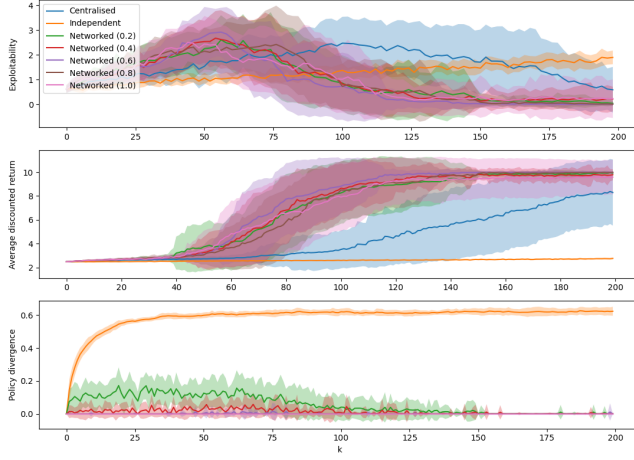 Exploitability
4
3
2
1
0
Centralised
Independent
Networked (0.2)
Networked (0.4)
Networked (0.6)
Networked (0.8)
Networked (1.0)
0 25 50 75 100 125 150 175 200
Average discounted return
10
8
6
4
2
0 20 40 60 80 100 120 140 160 180 200
Policy divergence
0.6
0.4
0.2
0.0
0 25 50 75 100 125 150 175 200
k